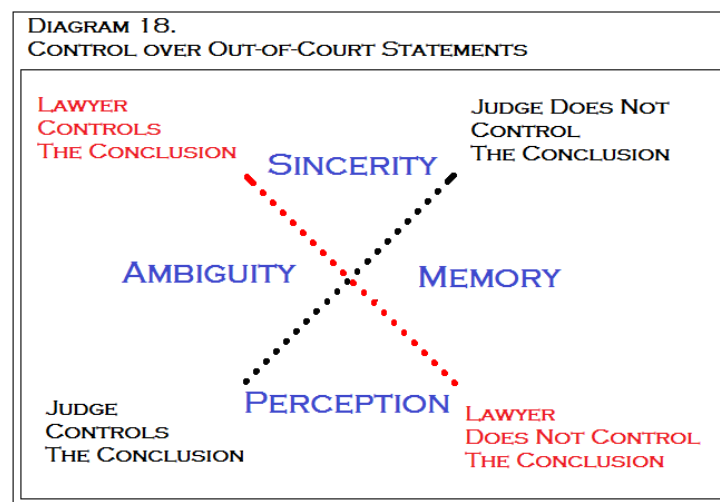 Diagram 18.
Control over Out-of-Court Statements
Lawyer
Controls
The Conclusion
Judge Does Not
Control
The Conclusion
Sincerity
Ambiguity
Memory
Perception
Judge
Controls
The Conclusion
Lawyer
Does Not Control
The Conclusion